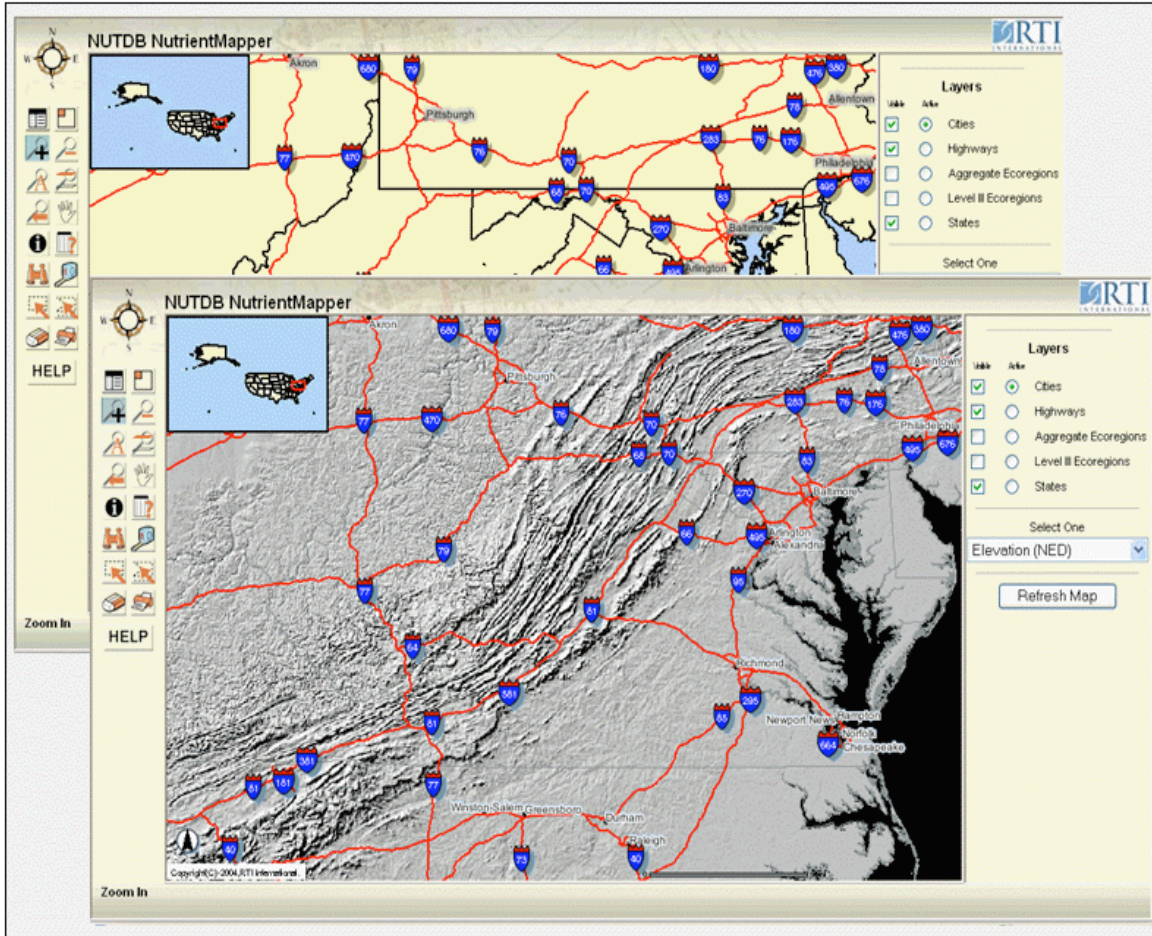 N
W E
S
NUTDB NutrientMapper
RTI
INTERNATIONAL
Akron
680
79
180
476
380
Layers
Visible Active
Pittsburgh
78
Allentown
Cities
77
470
76
70
283
76
176
Highways
Philadelphia
Aggregate Ecoregions
68
70
83
495
676
Level III Ecoregions
270
Baltimore
States
66
495
Arlington
Select One
HELP
Zoom In
N
W E
S
NUTDB NutrientMapper
RTI
INTERNATIONAL
Akron
680
79
180
476
380
Layers
Visible Active
Pittsburgh
78
Allentown
Cities
77
470
76
70
283
76
176
Highways
Philadelphia
68
70
83
495
676
Aggregate Ecoregions
Level III Ecoregions
270
Baltimore
States
79
66
495
Arlington
Alexandria
Select One
Elevation (NED)
77
95
Refresh Map
81
HELP
64
Richmond
581
295
81
85
Newport News
Hampton
Norfolk
664
Chesapeake
381
181
81
77
Winston-Salem
Greensboro
Durham
Raleigh
40
73
40
Copyright(C)-2004,RTI International.
Zoom In